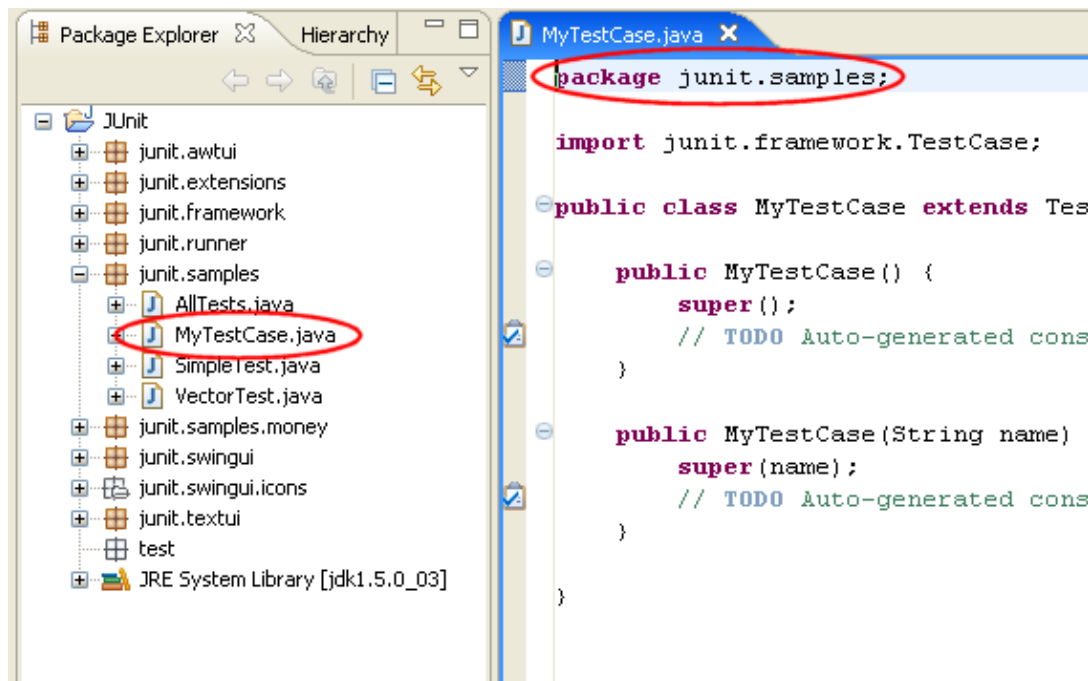 Package Explorer Hierarchy
JUnit
junit.awtui
junit.extensions
junit.framework
junit.runner
junit.samples
AllTests.java
MyTestCase.java
SimpleTest.java
VectorTest.java
junit.samples.money
junit.swingui
junit.swingui.icons
junit.textui
test
JRE System Library [jdk1.5.0_03]
MyTestCase.java
package junit.samples;
import junit.framework.TestCase;
public class MyTestCase extends Tes
public MyTestCase() {
super();
// TODO Auto-generated cons
}
public MyTestCase(String name)
super(name);
// TODO Auto-generated cons
}
}